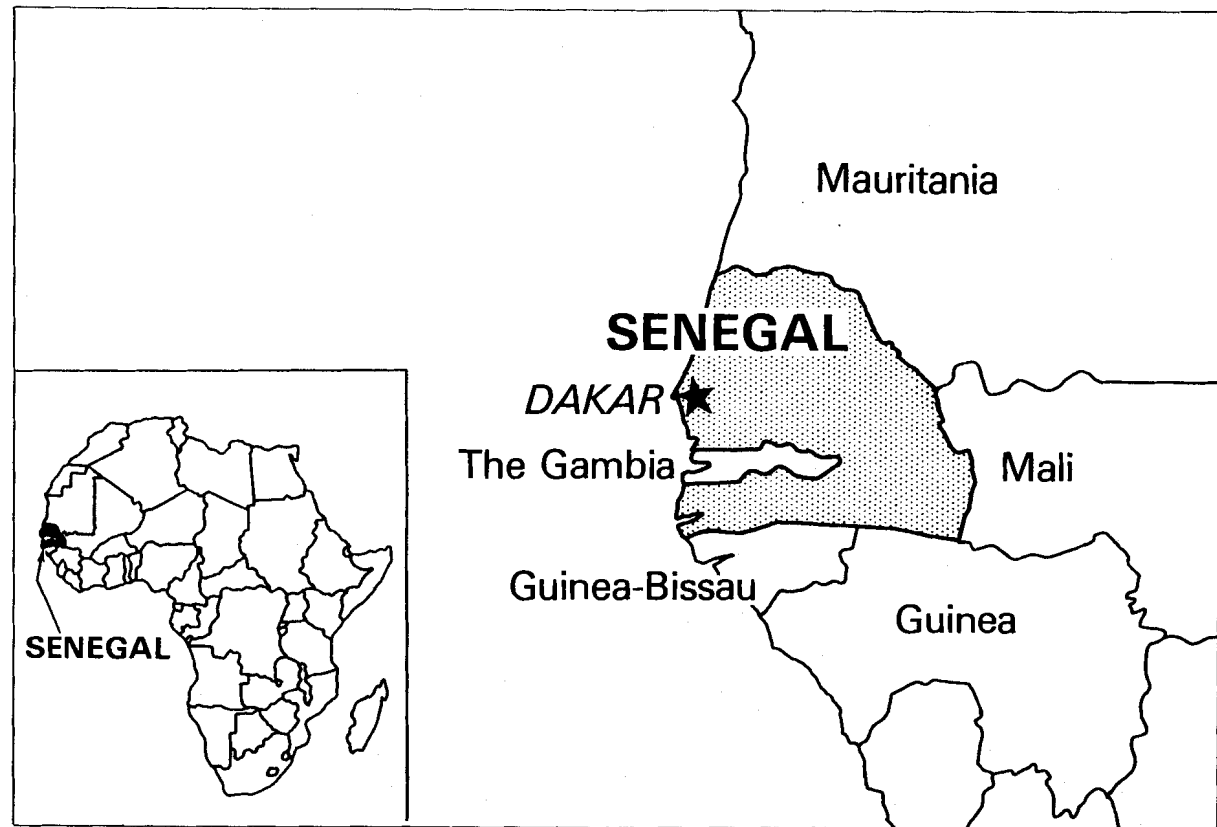 Mauritania
SENEGAL
DAKAR
The Gambia
Mali
Guinea-Bissau
Guinea
SENEGAL